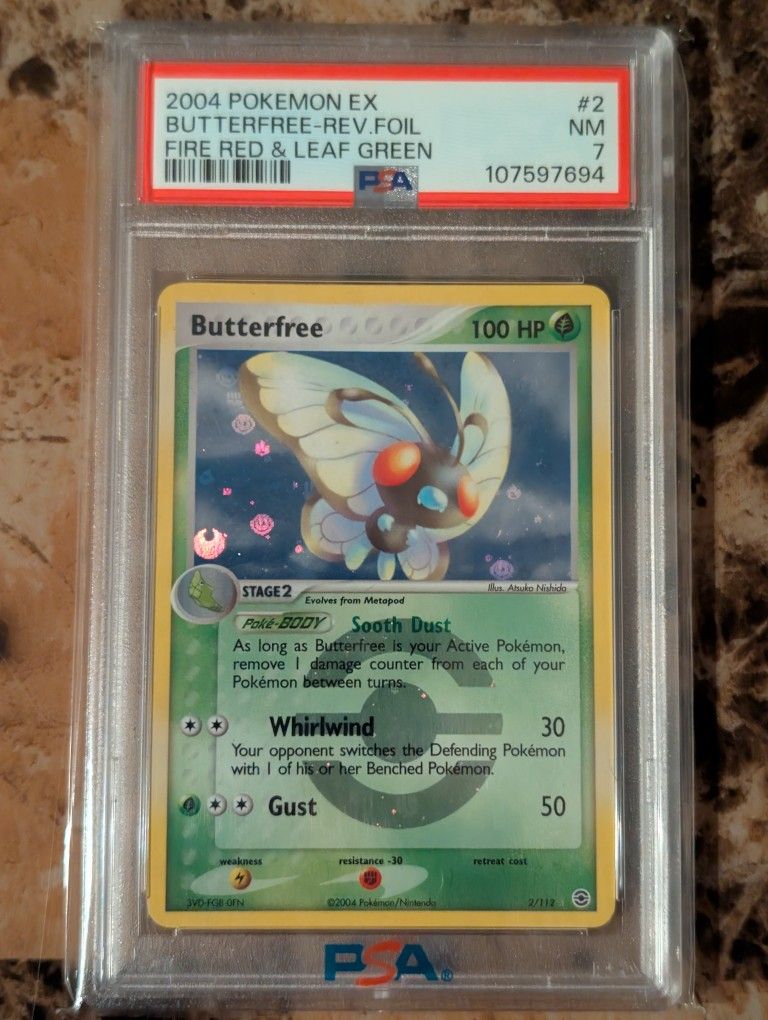 2004 POKEMON EX #2
BUTTERFREE-REV.FOIL NM
FIRE RED & LEAF GREEN 7
PSA 107597694
Butterfree 100 HP
STAGE 2 Illus. Atsuko Nishida
Evolves from Metapod
Poké-BODY Sooth Dust
As long as Butterfree is your Active Pokémon,
remove 1 damage counter from each of your
Pokémon between turns.
Whirlwind 30
Your opponent switches the Defending Pokémon
with 1 of his or her Benched Pokémon.
Gust 50
weakness resistance -30 retreat cost
3VD-FG8-0FN ©2004 Pokémon/Nintendo 2/112
PSA®